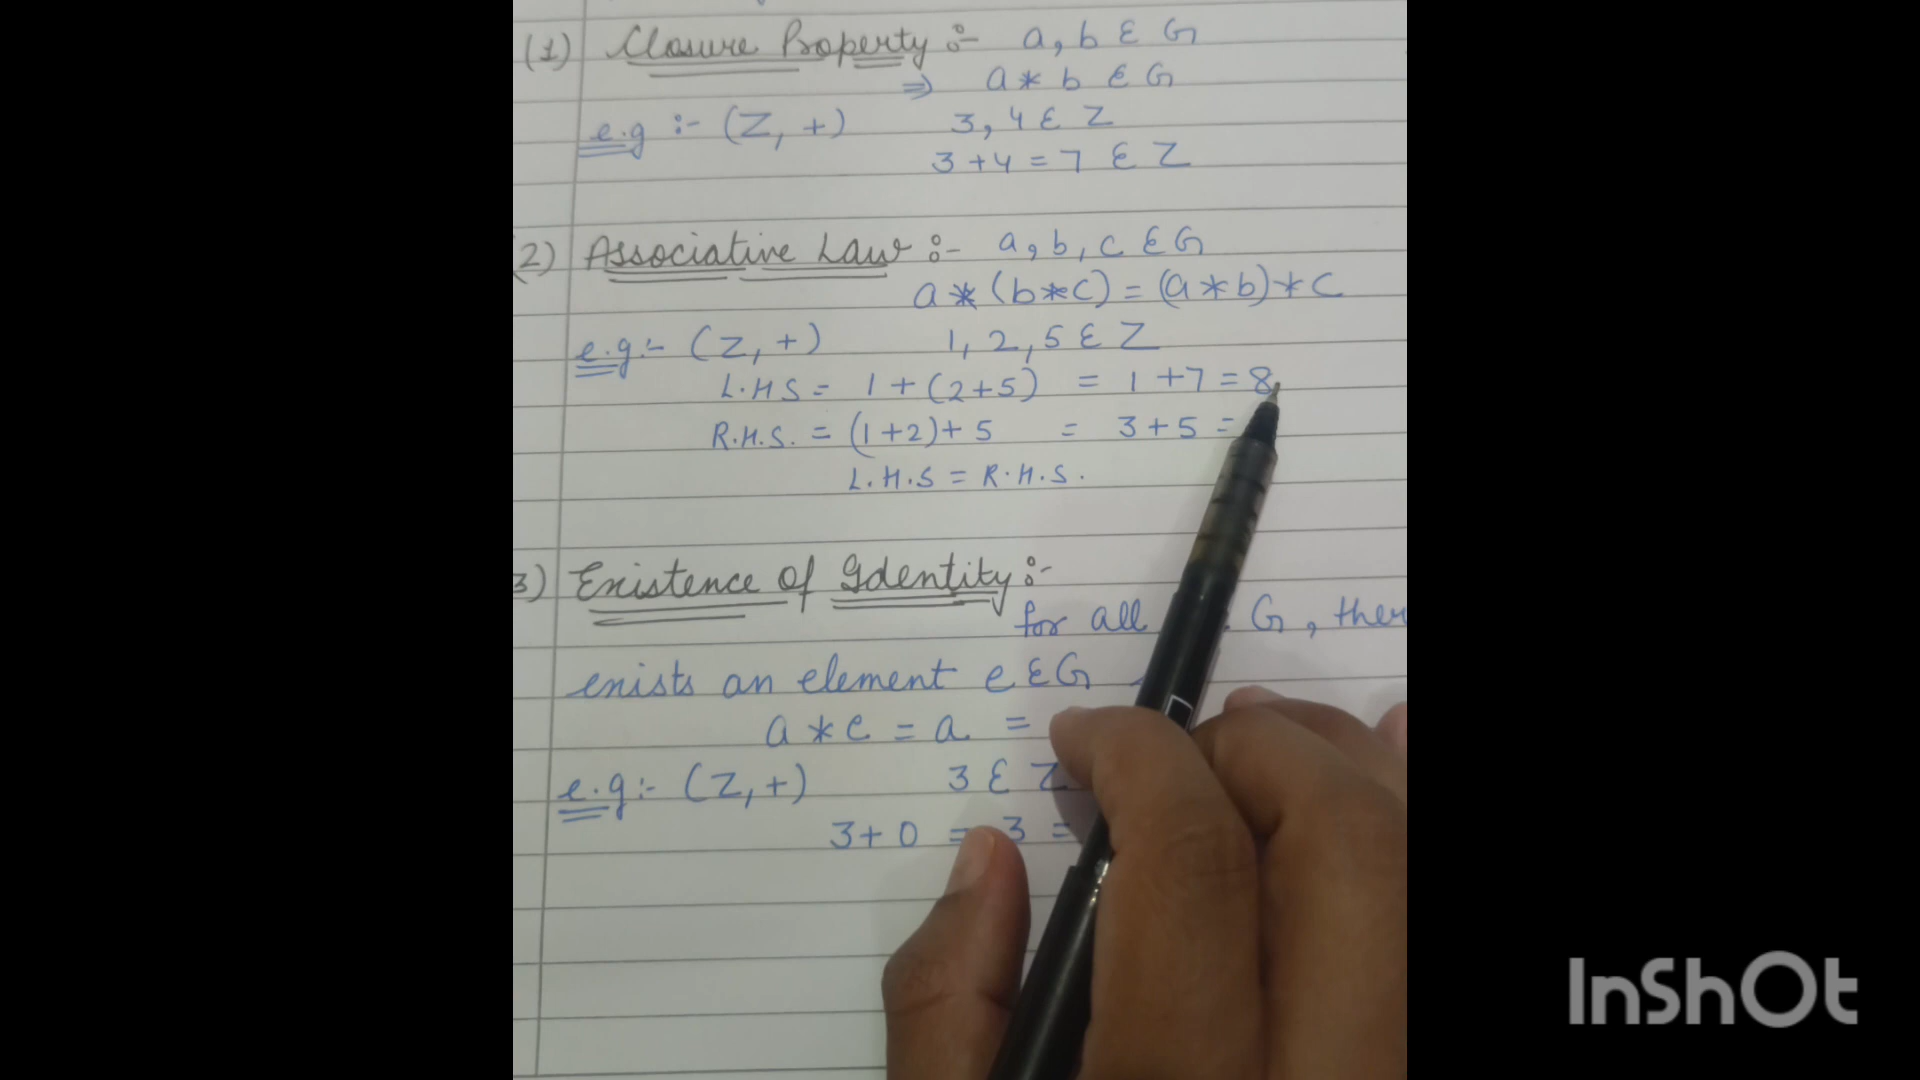 (1) Closure Property :- a, b ∈ G
⇒ a * b ∈ G
e.g :- (Z, +) 3, 4 ∈ Z
3 + 4 = 7 ∈ Z
(2) Associative Law :- a, b, c ∈ G
a * (b * c) = (a * b) * c
e.g :- (Z, +) 1, 2, 5 ∈ Z
L.H.S = 1 + (2+5) = 1 + 7 = 8
R.H.S. = (1+2) + 5 = 3 + 5 =
L.H.S = R.H.S.
3) Existence of Identity :-
for all G,
exists an element e ∈ G
a * e = a =
e.g :- (Z, +) 3 ∈ Z
3 + 0 = 3 =
InShOt